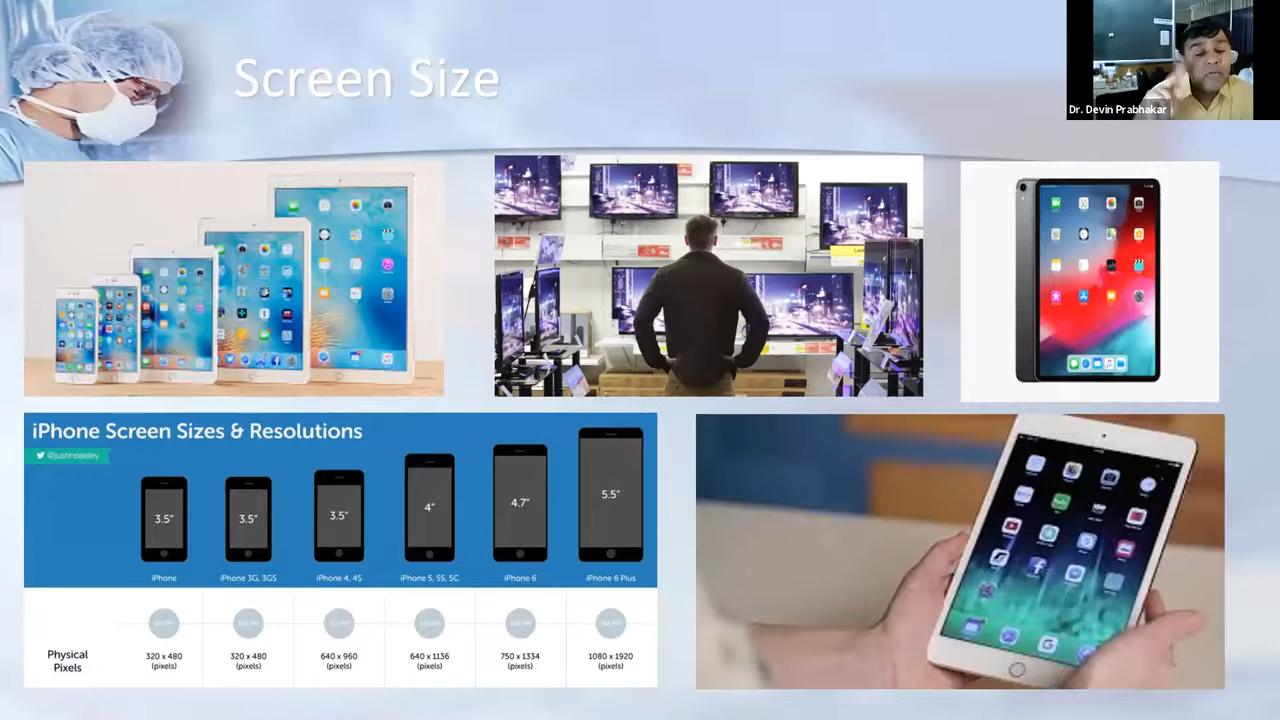 Screen Size
Dr. Devin Prabhakar
iPhone Screen Sizes & Resolutions
@justinseeley
3.5"
3.5"
3.5"
4"
4.7"
5.5"
iPhone
iPhone 3G, 3GS
iPhone 4, 4S
iPhone 5, 5S, 5C
iPhone 6
iPhone 6 Plus
Physical
Pixels
320 x 480
(pixels)
320 x 480
(pixels)
640 x 960
(pixels)
640 x 1136
(pixels)
750 x 1334
(pixels)
1080 x 1920
(pixels)